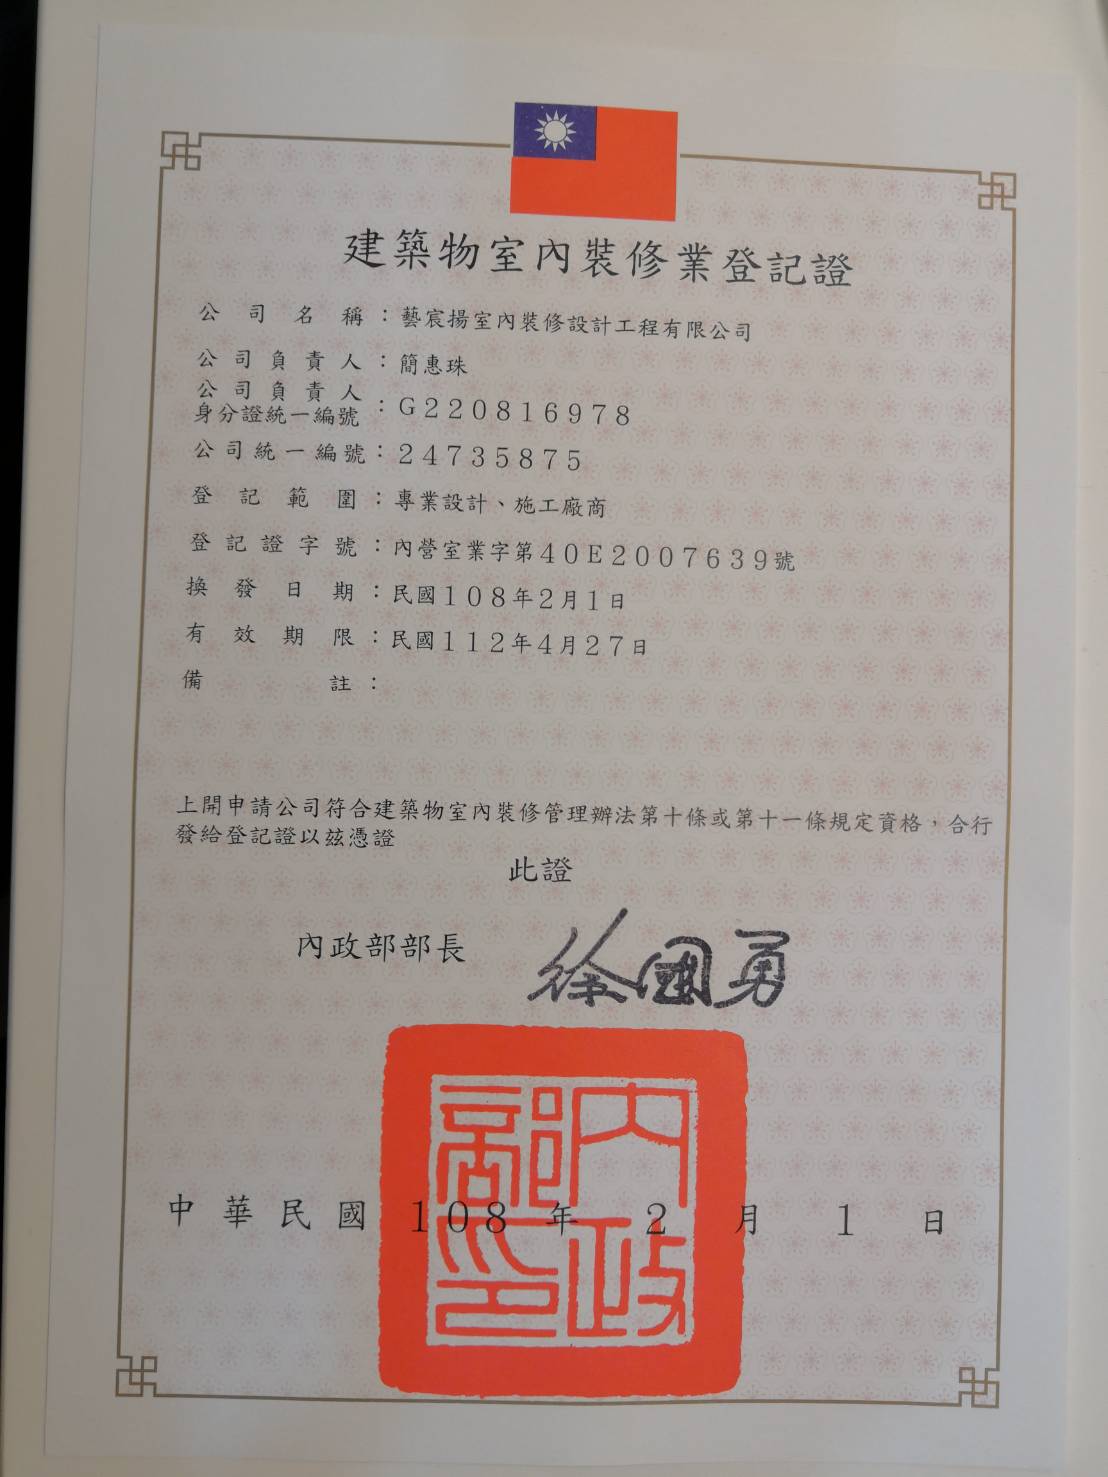 建築物室內裝修業登記證
公司名稱：藝宸揚室內裝修設計工程有限公司
公司負責人：簡惠珠
公司負責人
身分證統一編號：G220816978
公司統一編號：24735875
登記範圍：專業設計、施工廠商
登記證字號：內營室業字第40E2007639號
換發日期：民國108年2月1日
有效期限：民國112年4月27日
備註：
上開申請公司符合建築物室內裝修管理辦法第十條或第十一條規定資格，合行
發給登記證以茲憑證
此證
內政部部長 徐國勇
內政部印
中華民國108年2月1日